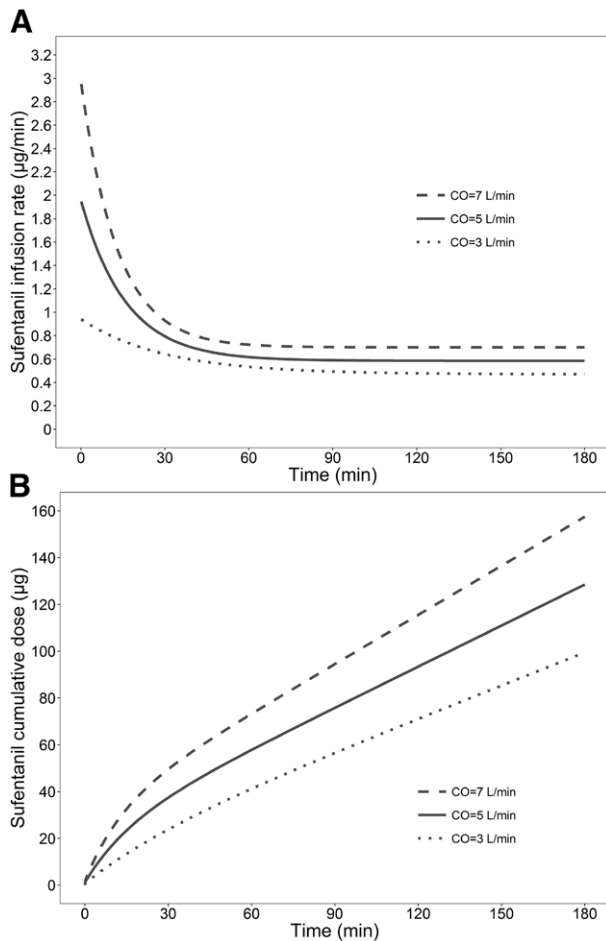 A
Sufentanil infusion rate (µg/min)
3.2
3
2.8
2.6
2.4
2.2
2
1.8
1.6
1.4
1.2
1
0.8
0.6
0.4
0.2
0
CO=7 L/min
CO=5 L/min
CO=3 L/min
0 30 60 90 120 150 180
Time (min)
B
Sufentanil cumulative dose (µg)
160
140
120
100
80
60
40
20
0
CO=7 L/min
CO=5 L/min
CO=3 L/min
0 30 60 90 120 150 180
Time (min)